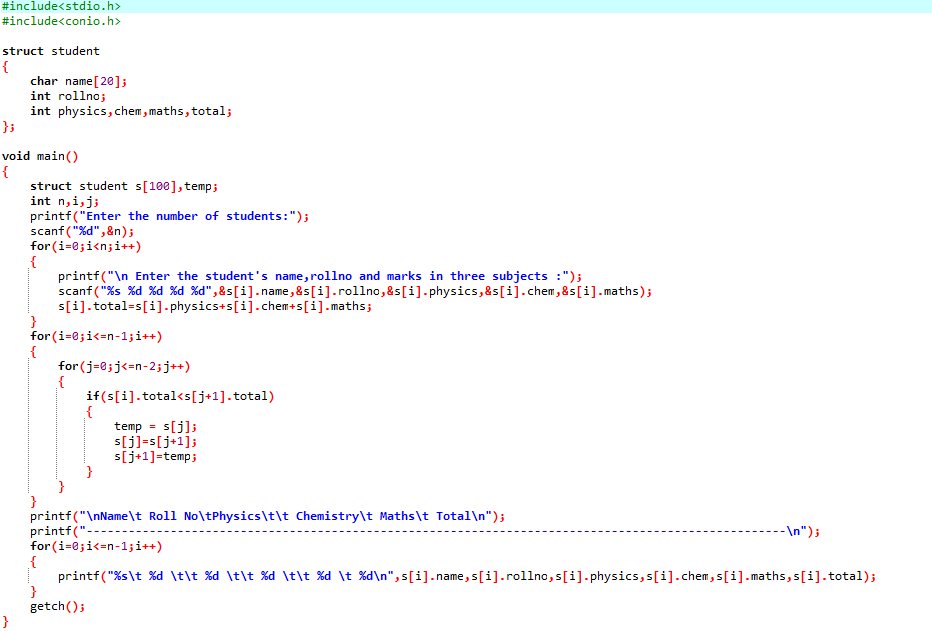 #include<stdio.h>
#include<conio.h>
struct student
{
char name[20];
int rollno;
int physics,chem,maths,total;
};
void main()
{
struct student s[100],temp;
int n,i,j;
printf("Enter the number of students:");
scanf("%d",&n);
for(i=0;i<n;i++)
{
printf("\n Enter the student's name,rollno and marks in three subjects :");
scanf("%s %d %d %d %d",&s[i].name,&s[i].rollno,&s[i].physics,&s[i].chem,&s[i].maths);
s[i].total=s[i].physics+s[i].chem+s[i].maths;
}
for(i=0;i<=n-1;i++)
{
for(j=0;j<=n-2;j++)
{
if(s[i].total<s[j+1].total)
{
temp = s[j];
s[j]=s[j+1];
s[j+1]=temp;
}
}
}
printf("\nName\t Roll No\tPhysics\t\t Chemistry\t Maths\t Total\n");
printf("----------------------------------------------------------------------------------------------------\n");
for(i=0;i<=n-1;i++)
{
printf("%s\t %d \t\t %d \t\t %d \t\t %d \t %d\n",s[i].name,s[i].rollno,s[i].physics,s[i].chem,s[i].maths,s[i].total);
}
getch();
}